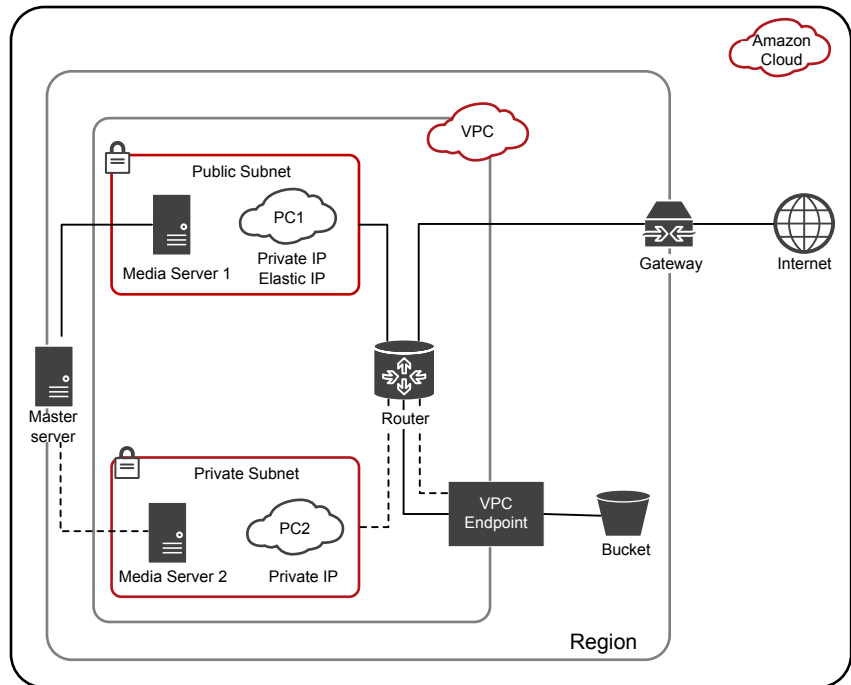 Amazon
Cloud
VPC
Public Subnet
PC1
Media Server 1
Private IP
Elastic IP
Gateway
Internet
Master
server
Router
Private Subnet
PC2
Media Server 2
Private IP
VPC
Endpoint
Bucket
Region